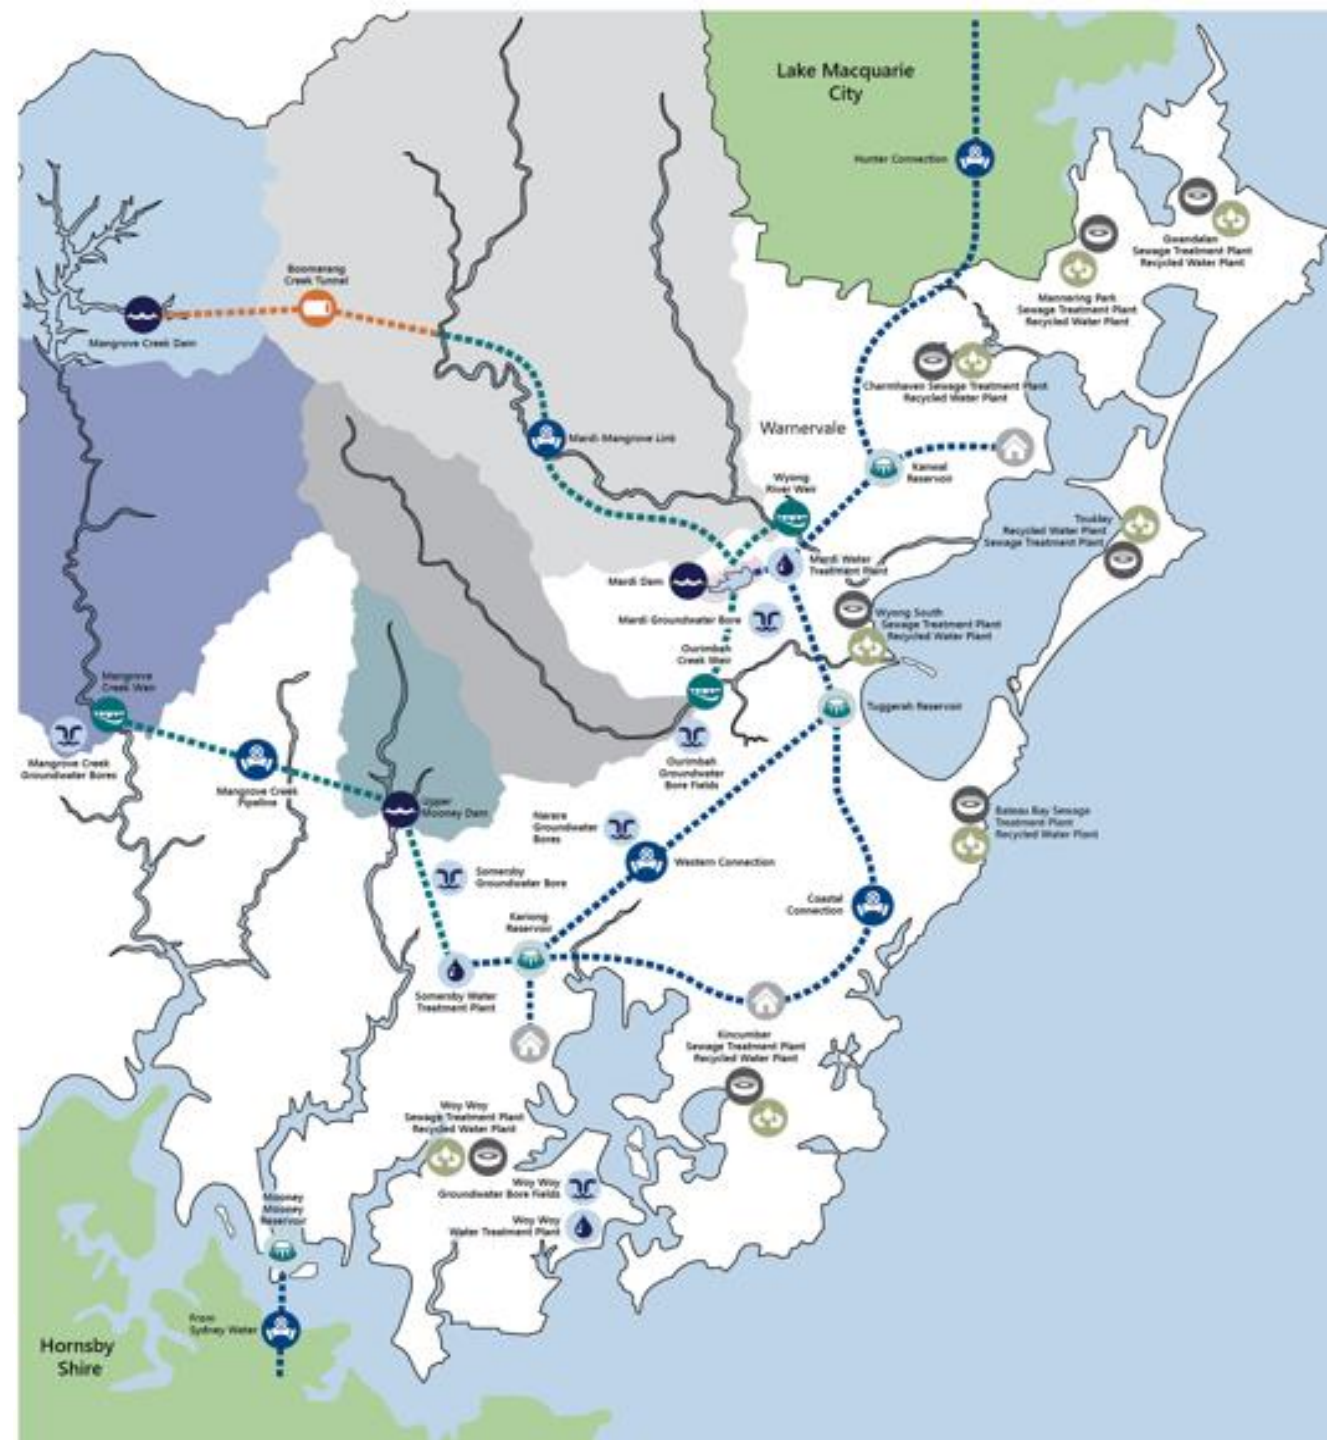 Lake Macquarie
City
Hunter Connection
Gwandalan
Sewage Treatment Plant
Recycled Water Plant
Boomerang
Creek Tunnel
Mannering Park
Sewage Treatment Plant
Recycled Water Plant
Mangrove Creek Dam
Charmhaven Sewage Treatment Plant
Recycled Water Plant
Warnervale
Mardi Mangrove Link
Kanwal
Reservoir
Wyong
River Weir
Toukley
Recycled Water Plant
Sewage Treatment Plant
Mardi Water
Treatment Plant
Mardi Dam
Mardi Groundwater Bore
Wyong South
Sewage Treatment Plant
Recycled Water Plant
Ourimbah
Creek Weir
Mangrove
Creek Weir
Tuggerah Reservoir
Mangrove Creek
Groundwater Bores
Ourimbah
Groundwater
Bore Fields
Mangrove Creek
Pipeline
Upper
Mooney Dam
Narara
Groundwater
Bores
Bateau Bay Sewage
Treatment Plant
Recycled Water Plant
Western Connection
Somersby
Groundwater Bore
Coastal
Connection
Kariong
Reservoir
Somersby Water
Treatment Plant
Kincumber
Sewage Treatment Plant
Recycled Water Plant
Woy Woy
Sewage Treatment Plant
Recycled Water Plant
Woy Woy
Groundwater Bore Fields
Woy Woy
Water Treatment Plant
Mooney
Mooney
Reservoir
From
Sydney Water
Hornsby
Shire